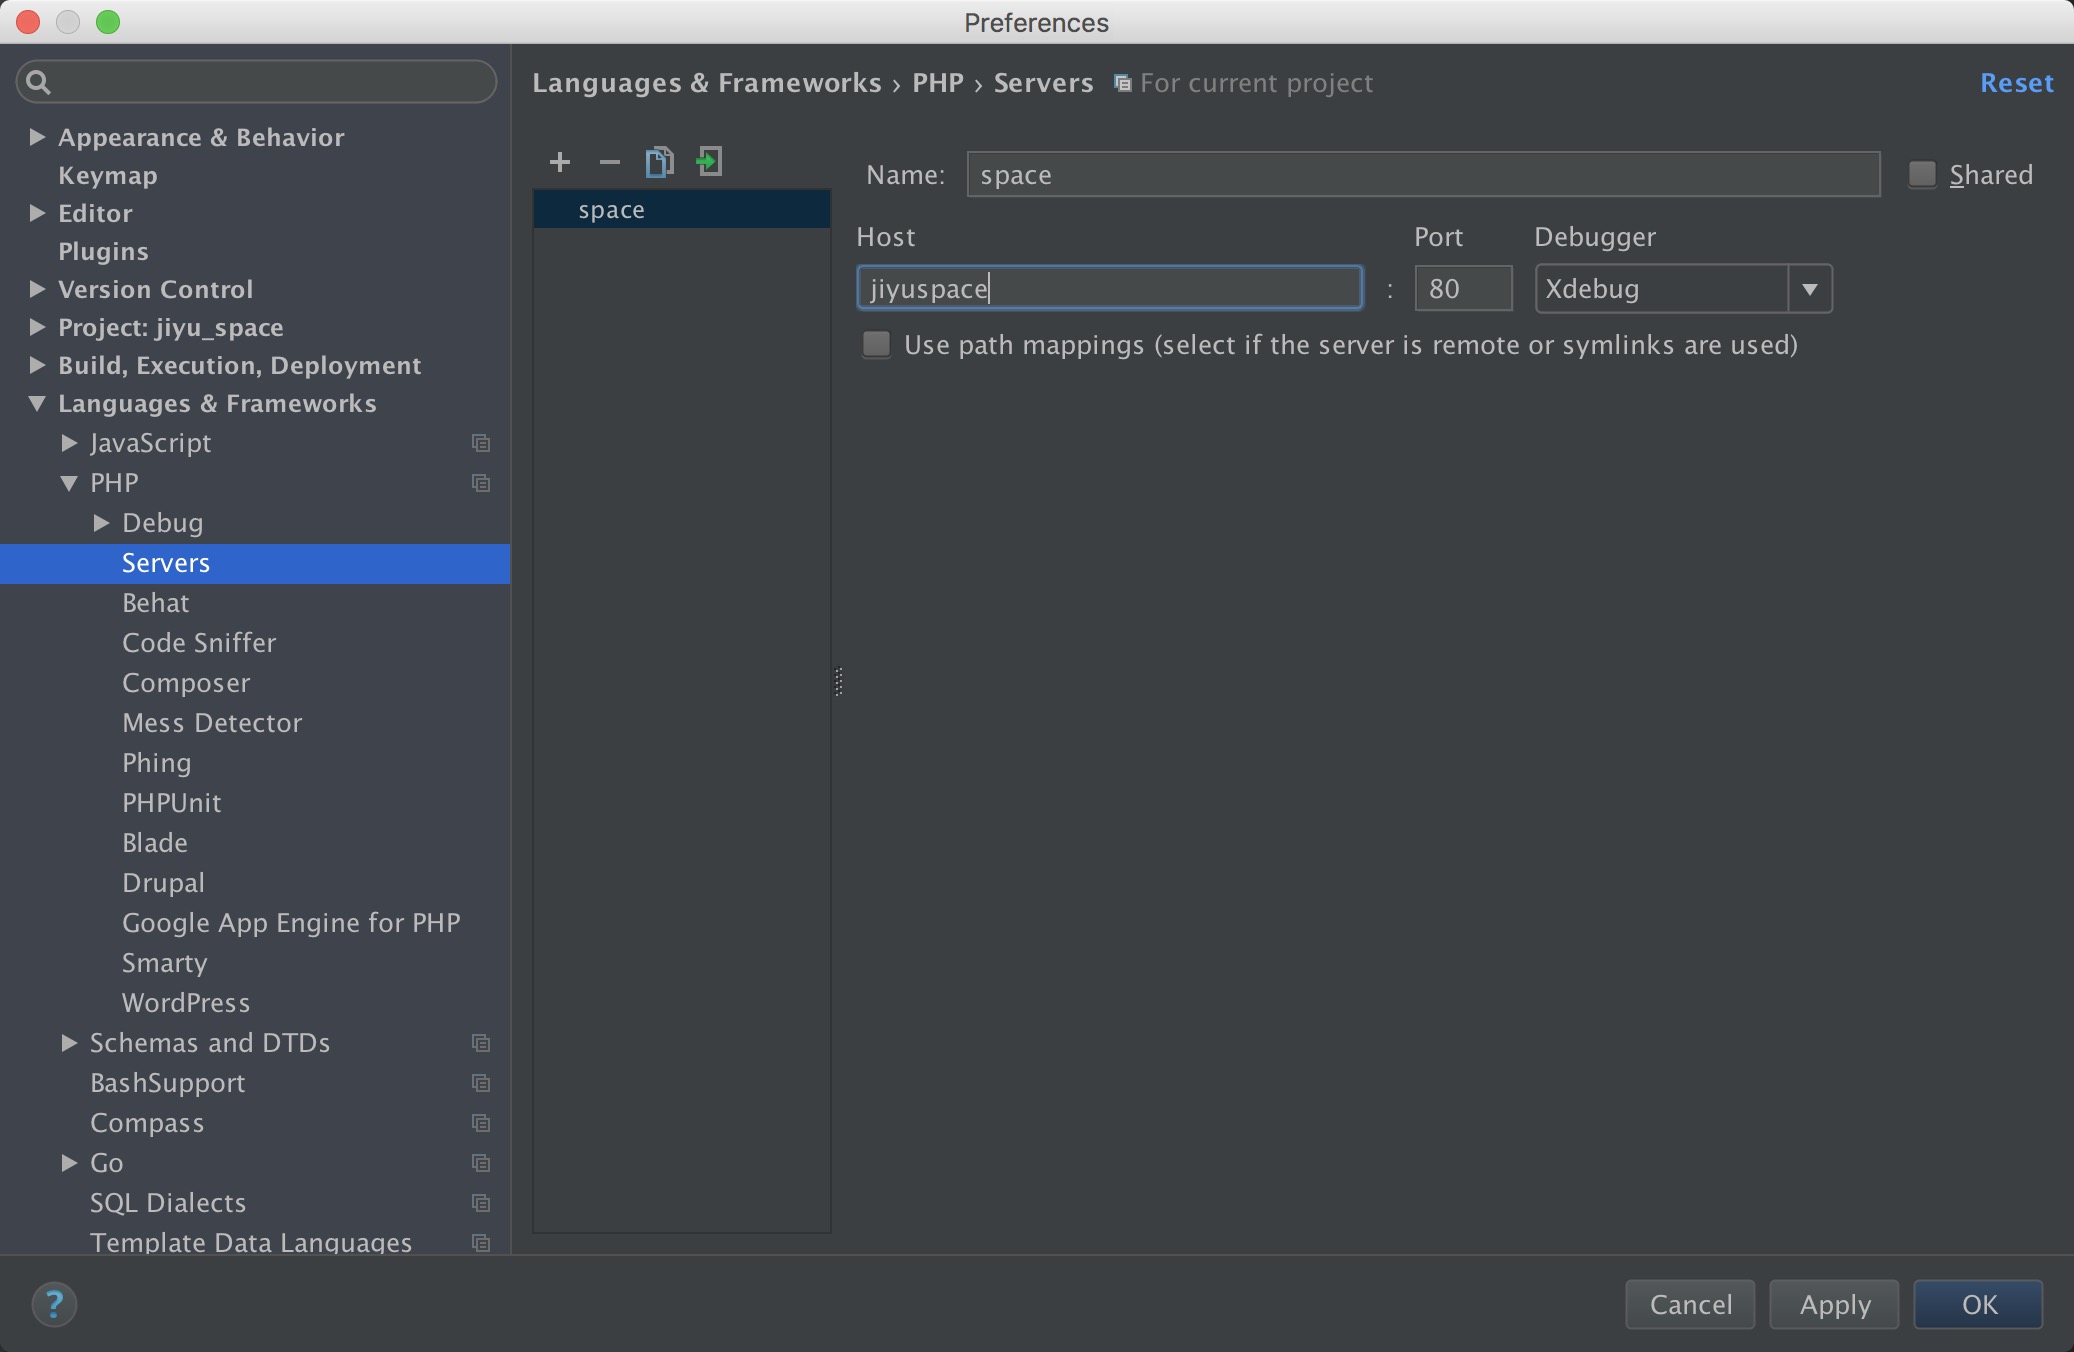 Preferences
Appearance & Behavior
Keymap
Editor
Plugins
Version Control
Project: jiyu_space
Build, Execution, Deployment
Languages & Frameworks
JavaScript
PHP
Debug
Servers
Behat
Code Sniffer
Composer
Mess Detector
Phing
PHPUnit
Blade
Drupal
Google App Engine for PHP
Smarty
WordPress
Schemas and DTDs
BashSupport
Compass
Go
SQL Dialects
Template Data Languages
Languages & Frameworks › PHP › Servers For current project Reset
space
Name: space Shared
Host Port Debugger
jiyuspace : 80 Xdebug
Use path mappings (select if the server is remote or symlinks are used)
? Cancel Apply OK